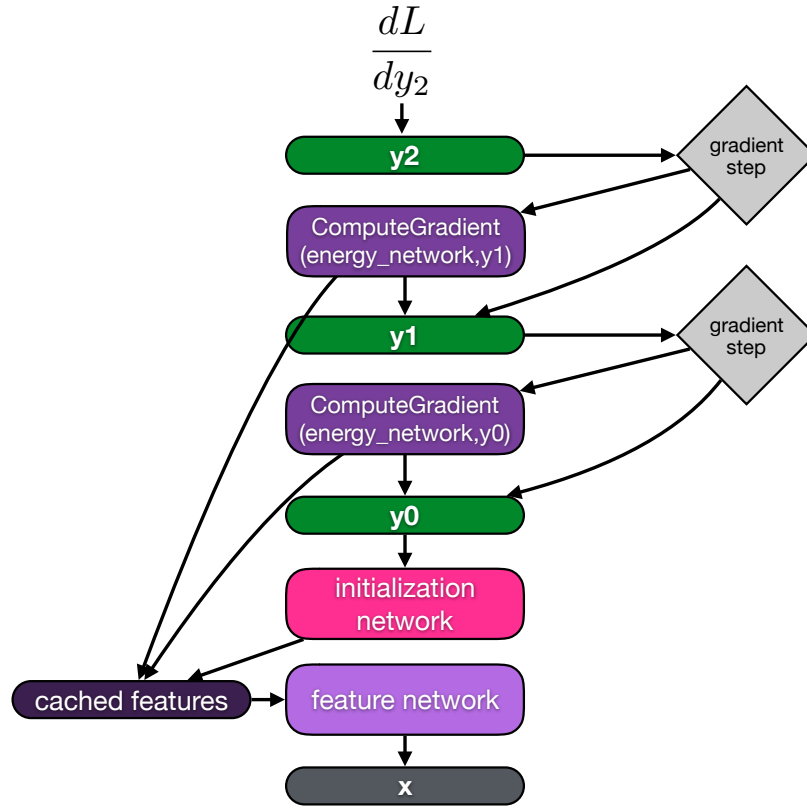 dL
dy₂
y2
gradient
step
ComputeGradient
(energy_network,y1)
y1
gradient
step
ComputeGradient
(energy_network,y0)
y0
initialization
network
cached features
feature network
x